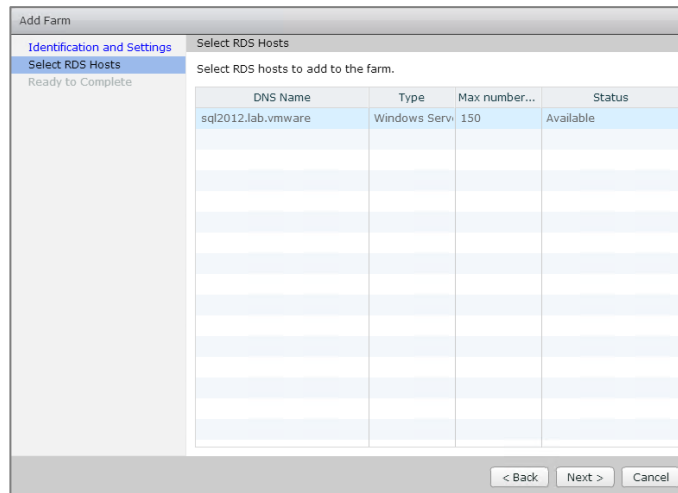 Add Farm
Identification and Settings
Select RDS Hosts
Ready to Complete
Select RDS Hosts
Select RDS hosts to add to the farm.
DNS Name Type Max number... Status
sql2012.lab.vmware Windows Serv 150 Available
< Back Next > Cancel